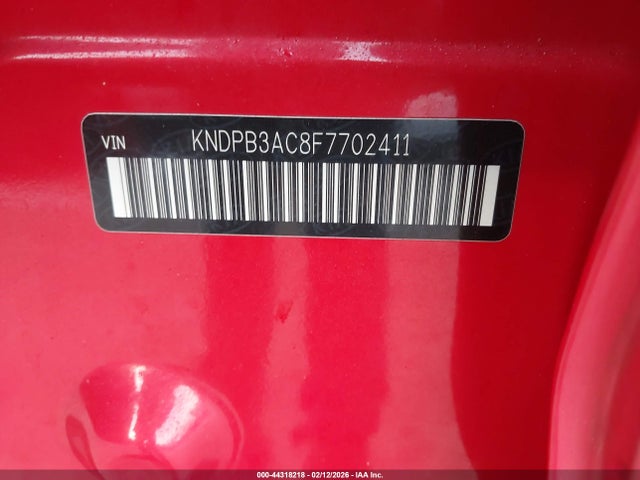 VIN KNDPB3AC8F7702411
000-44318218 - 02/12/2026 - IAA Inc.